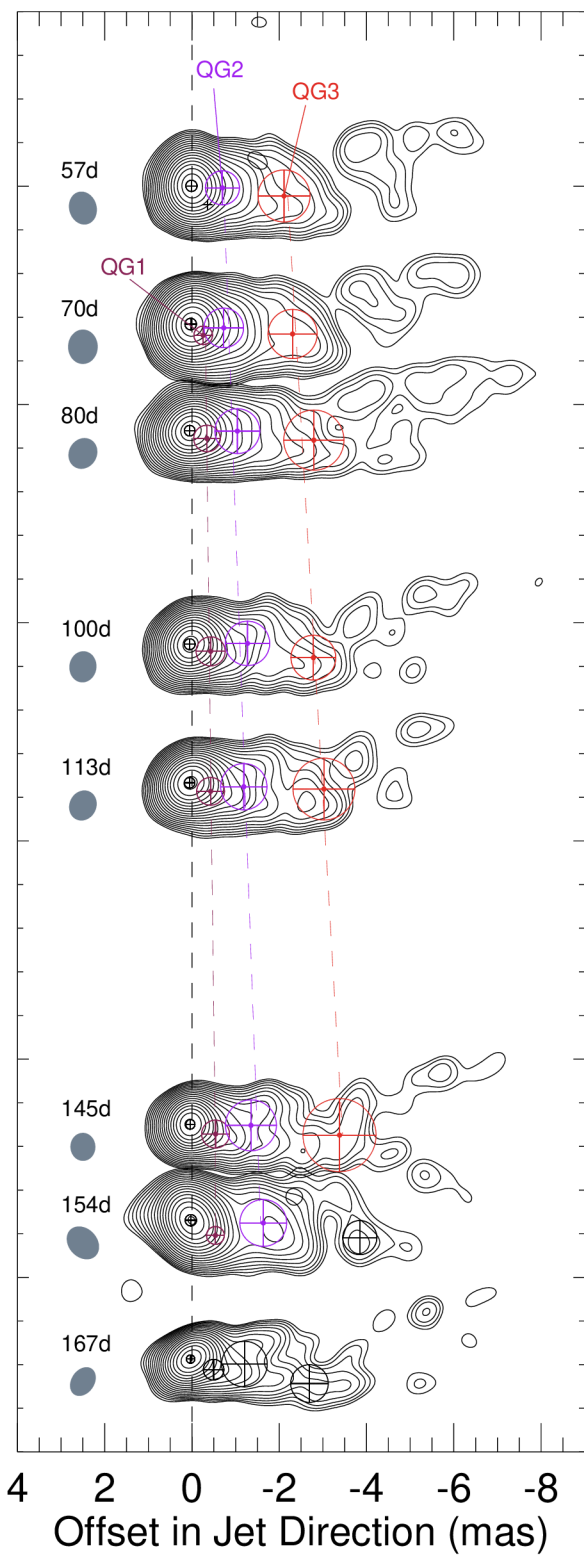 QG2
QG3
57d
QG1
70d
80d
100d
113d
145d
154d
167d
4 2 0 -2 -4 -6 -8
Offset in Jet Direction (mas)